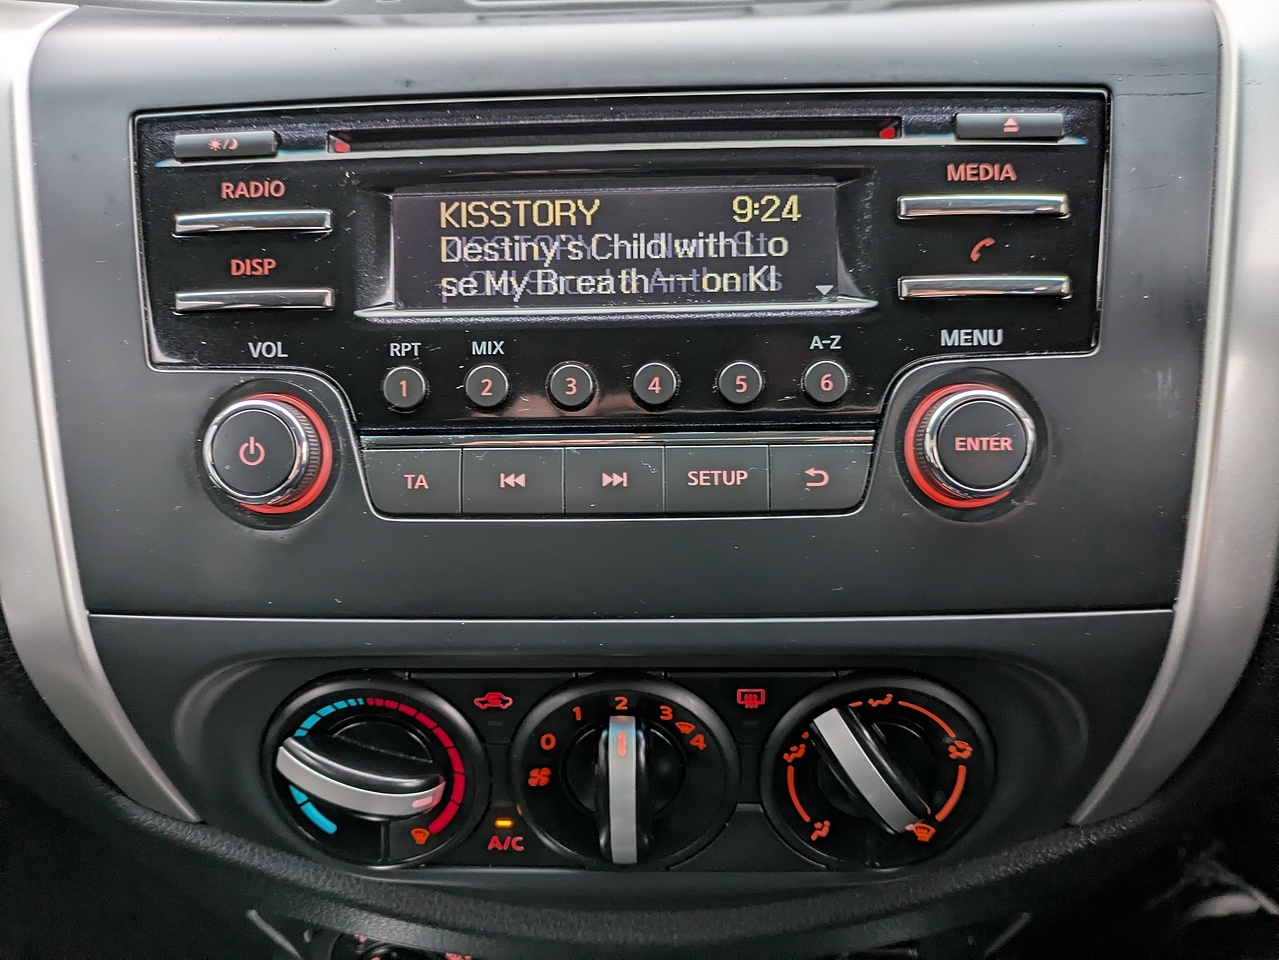 RADIO
MEDIA
KISSTORY 9:24
Destiny's Child with Lo
se My Breath -- on KI
DISP
VOL
RPT
MIX
A-Z
MENU
1 2 3 4 5 6
TA
SETUP
ENTER
0 1 2 3 4
A/C